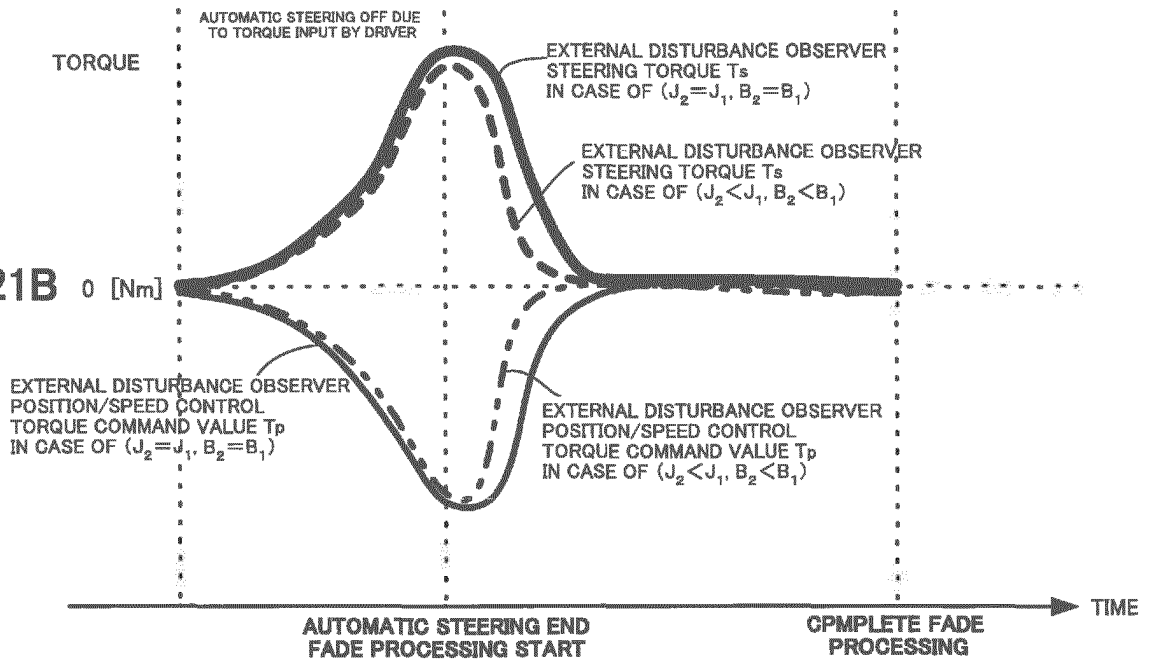 AUTOMATIC STEERING OFF DUE
TO TORQUE INPUT BY DRIVER
TORQUE
EXTERNAL DISTURBANCE OBSERVER
STEERING TORQUE Ts
IN CASE OF (J₂=J₁, B₂=B₁)
EXTERNAL DISTURBANCE OBSERVER
STEERING TORQUE Ts
IN CASE OF (J₂<J₁, B₂<B₁)
21B 0 [Nm]
EXTERNAL DISTURBANCE OBSERVER
POSITION/SPEED CONTROL
TORQUE COMMAND VALUE Tp
IN CASE OF (J₂=J₁, B₂=B₁)
EXTERNAL DISTURBANCE OBSERVER
POSITION/SPEED CONTROL
TORQUE COMMAND VALUE Tp
IN CASE OF (J₂<J₁, B₂<B₁)
TIME
AUTOMATIC STEERING END
FADE PROCESSING START
CPMPLETE FADE
PROCESSING